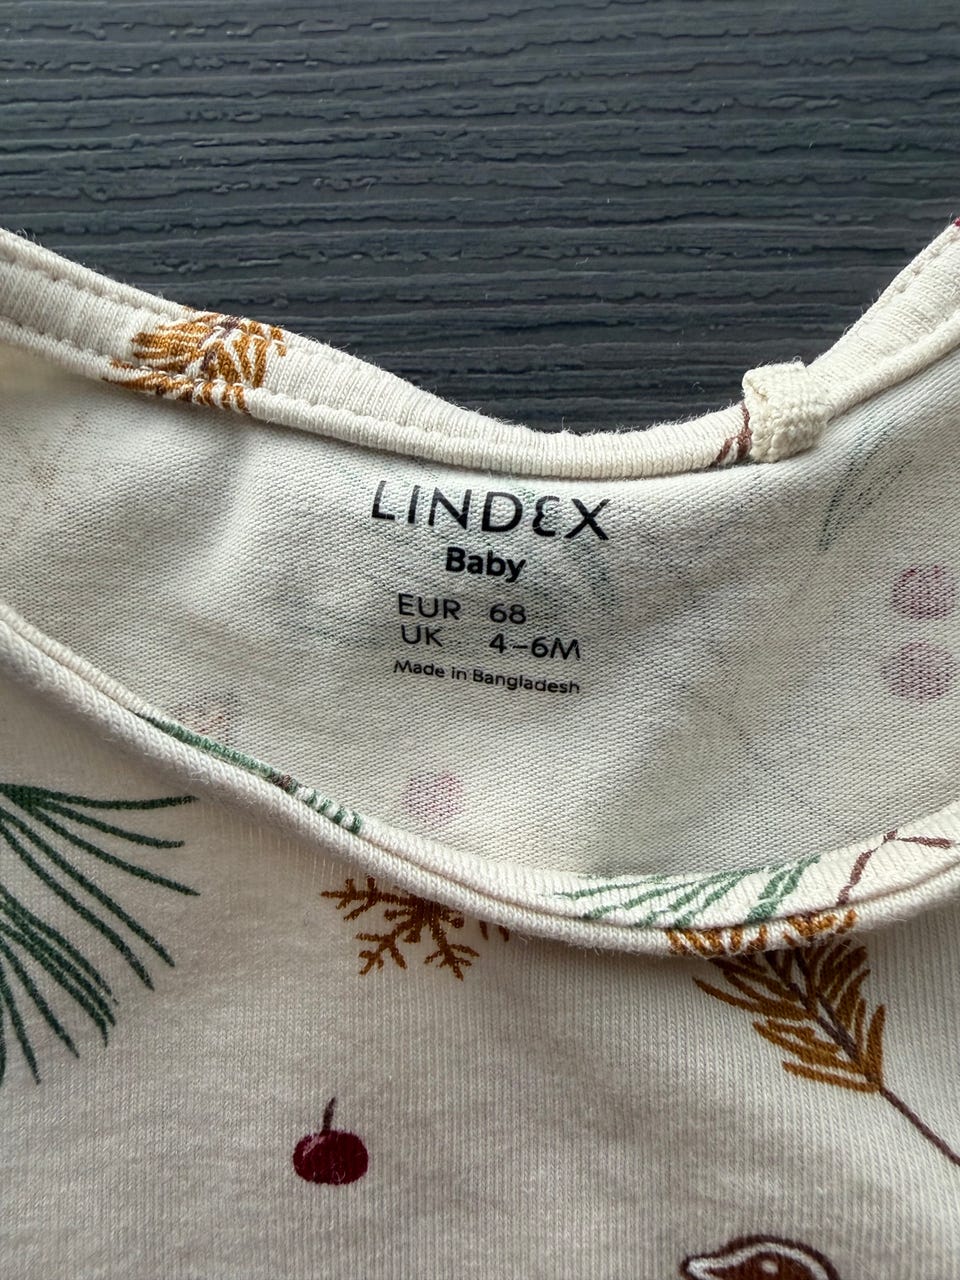 LINDEX
Baby
EUR 68
UK 4–6M
Made in Bangladesh